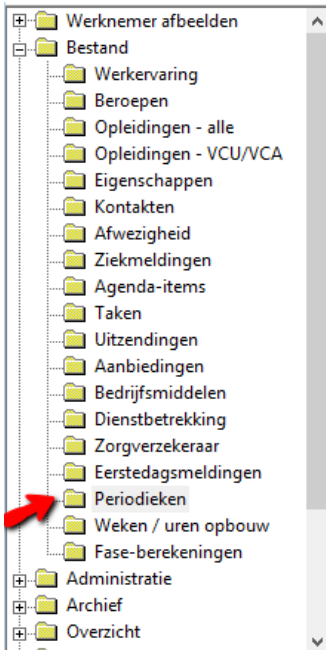 Werknemer afbeelden
Bestand
Werkervaring
Beroepen
Opleidingen - alle
Opleidingen - VCU/VCA
Eigenschappen
Kontakten
Afwezigheid
Ziekmeldingen
Agenda-items
Taken
Uitzendingen
Aanbiedingen
Bedrijfsmiddelen
Dienstbetrekking
Zorgverzekeraar
Eerstedagsmeldingen
Periodieken
Weken / uren opbouw
Fase-berekeningen
Administratie
Archief
Overzicht